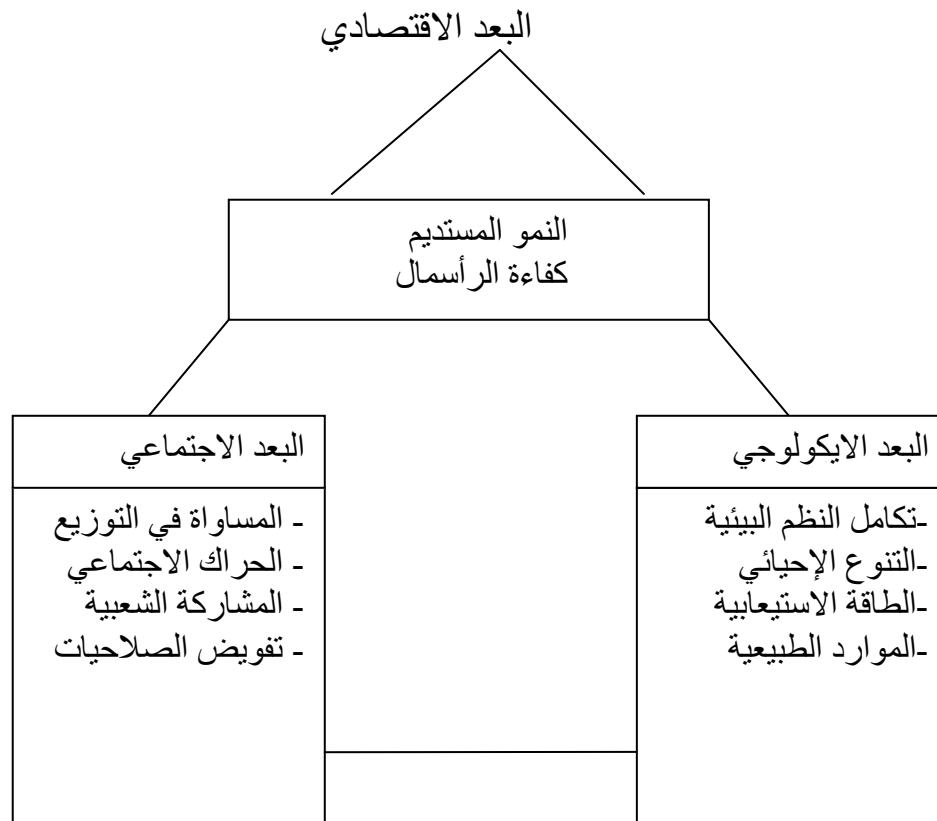 البعد الاقتصادي
النمو المستديم
كفاءة الرأسمال
البعد الايكولوجي
-تكامل النظم البيئية
-التنوع الإحيائي
-الطاقة الاستيعابية
-الموارد الطبيعية
البعد الاجتماعي
- المساواة في التوزيع
- الحراك الاجتماعي
- المشاركة الشعبية
- تفويض الصلاحيات